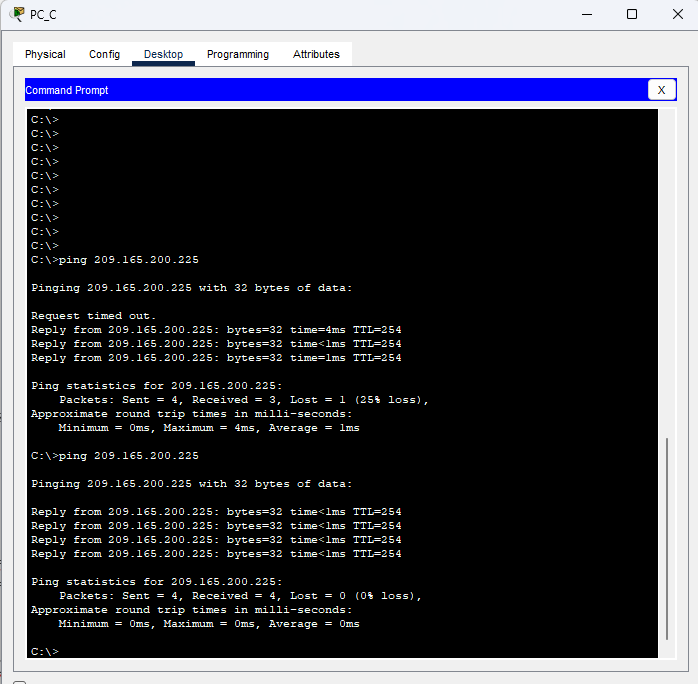 PC_C
Physical Config Desktop Programming Attributes
Command Prompt X
C:\>
C:\>
C:\>
C:\>
C:\>
C:\>
C:\>
C:\>
C:\>
C:\>
C:\>ping 209.165.200.225
Pinging 209.165.200.225 with 32 bytes of data:
Request timed out.
Reply from 209.165.200.225: bytes=32 time=4ms TTL=254
Reply from 209.165.200.225: bytes=32 time<1ms TTL=254
Reply from 209.165.200.225: bytes=32 time=1ms TTL=254
Ping statistics for 209.165.200.225:
Packets: Sent = 4, Received = 3, Lost = 1 (25% loss),
Approximate round trip times in milli-seconds:
Minimum = 0ms, Maximum = 4ms, Average = 1ms
C:\>ping 209.165.200.225
Pinging 209.165.200.225 with 32 bytes of data:
Reply from 209.165.200.225: bytes=32 time<1ms TTL=254
Reply from 209.165.200.225: bytes=32 time<1ms TTL=254
Reply from 209.165.200.225: bytes=32 time<1ms TTL=254
Reply from 209.165.200.225: bytes=32 time<1ms TTL=254
Ping statistics for 209.165.200.225:
Packets: Sent = 4, Received = 4, Lost = 0 (0% loss),
Approximate round trip times in milli-seconds:
Minimum = 0ms, Maximum = 0ms, Average = 0ms
C:\>